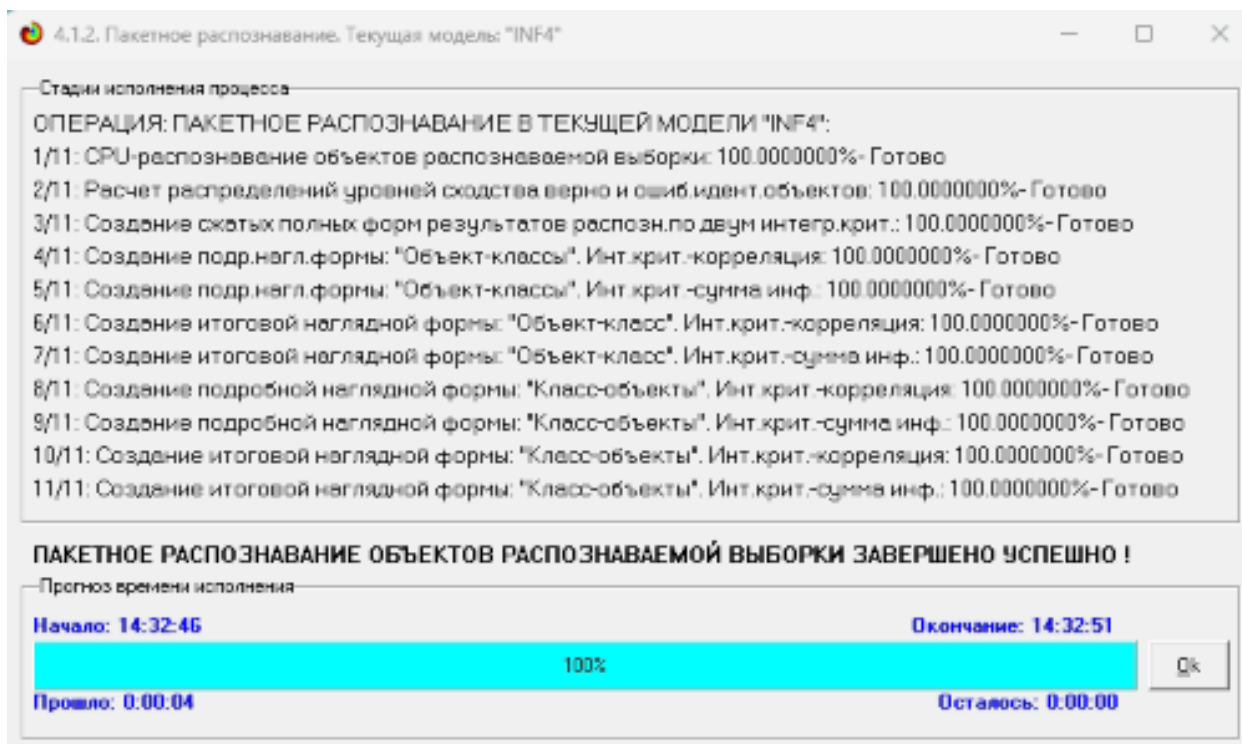 4.1.2. Пакетное распознавание. Текущая модель: "INF4"
Стадии исполнения процесса
ОПЕРАЦИЯ: ПАКЕТНОЕ РАСПОЗНАВАНИЕ В ТЕКУЩЕЙ МОДЕЛИ "INF4":
1/11: CPU-распознавание объектов распознаваемой выборки: 100.0000000%- Готово
2/11: Расчет распределений уровней сходства верно и ошиб.идент.объектов: 100.0000000%- Готово
3/11: Создание сжатых полных форм результатов распозн.по двум интегр.крит.: 100.0000000%- Готово
4/11: Создание подр.нагл.формы: "Объект-классы". Инт.крит.-корреляция: 100.0000000%- Готово
5/11: Создание подр.нагл.формы: "Объект-классы". Инт.крит.-сумма инф.: 100.0000000%- Готово
6/11: Создание итоговой наглядной формы: "Объект-класс". Инт.крит.-корреляция: 100.0000000%- Готово
7/11: Создание итоговой наглядной формы: "Объект-класс". Инт.крит.-сумма инф.: 100.0000000%- Готово
8/11: Создание подробной наглядной формы: "Класс-объекты". Инт.крит.-корреляция: 100.0000000%- Готово
9/11: Создание подробной наглядной формы: "Класс-объекты". Инт.крит.-сумма инф.: 100.0000000%- Готово
10/11: Создание итоговой наглядной формы: "Класс-объекты". Инт.крит.-корреляция: 100.0000000%- Готово
11/11: Создание итоговой наглядной формы: "Класс-объекты". Инт.крит.-сумма инф.: 100.0000000%- Готово
ПАКЕТНОЕ РАСПОЗНАВАНИЕ ОБЪЕКТОВ РАСПОЗНАВАЕМОЙ ВЫБОРКИ ЗАВЕРШЕНО УСПЕШНО !
Прогноз времени исполнения
Начало: 14:32:46 Окончание: 14:32:51
100% Ok
Прошло: 0:00:04 Осталось: 0:00:00